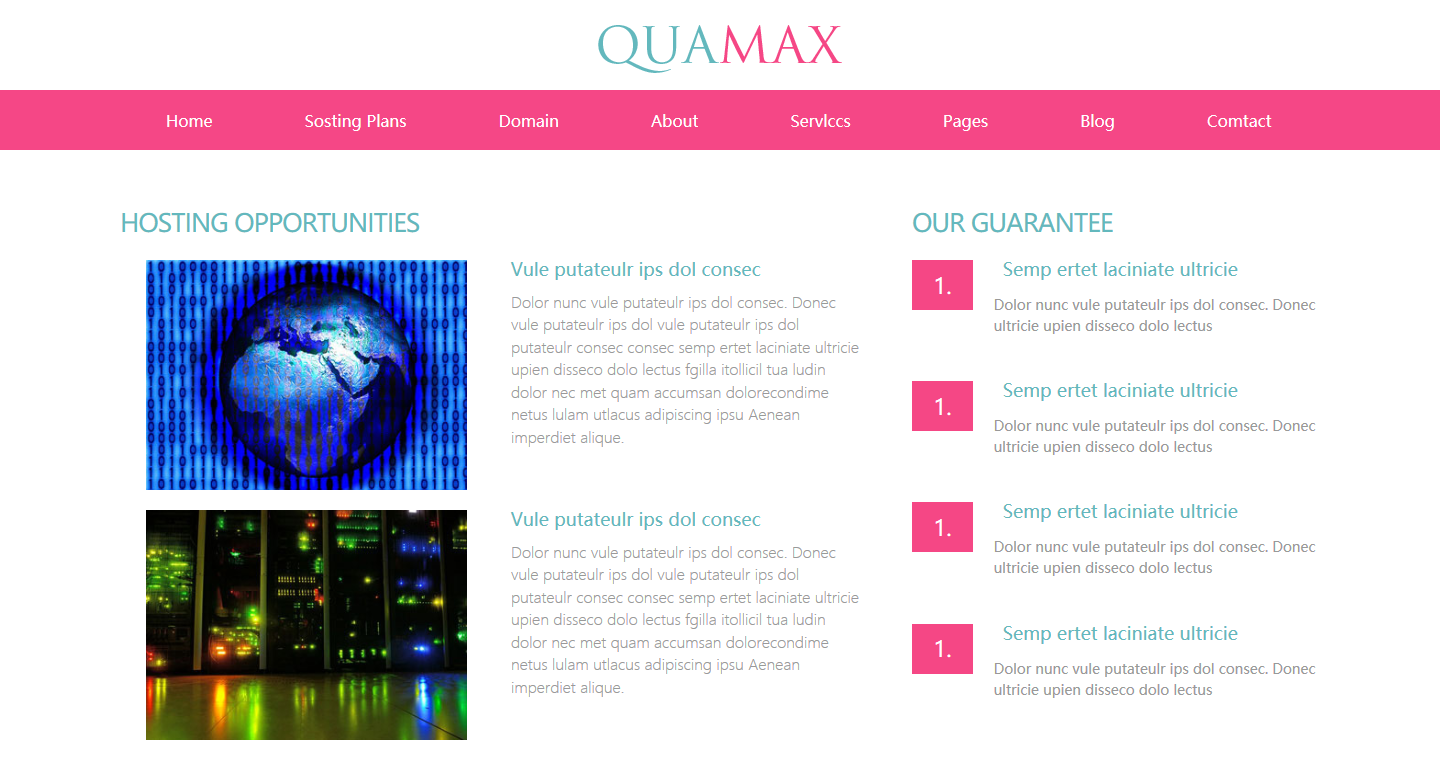 QUAMAX
Home Sosting Plans Domain About Servlccs Pages Blog Comtact
HOSTING OPPORTUNITIES
Vule putateulr ips dol consec
Dolor nunc vule putateulr ips dol consec. Donec
vule putateulr ips dol vule putateulr ips dol
putateulr consec consec semp ertet laciniate ultricie
upien disseco dolo lectus fgilla itollicil tua ludin
dolor nec met quam accumsan dolorecondime
netus lulam utlacus adipiscing ipsu Aenean
imperdiet alique.
Vule putateulr ips dol consec
Dolor nunc vule putateulr ips dol consec. Donec
vule putateulr ips dol vule putateulr ips dol
putateulr consec consec semp ertet laciniate ultricie
upien disseco dolo lectus fgilla itollicil tua ludin
dolor nec met quam accumsan dolorecondime
netus lulam utlacus adipiscing ipsu Aenean
imperdiet alique.
OUR GUARANTEE
1. Semp ertet laciniate ultricie
Dolor nunc vule putateulr ips dol consec. Donec
ultricie upien disseco dolo lectus
1. Semp ertet laciniate ultricie
Dolor nunc vule putateulr ips dol consec. Donec
ultricie upien disseco dolo lectus
1. Semp ertet laciniate ultricie
Dolor nunc vule putateulr ips dol consec. Donec
ultricie upien disseco dolo lectus
1. Semp ertet laciniate ultricie
Dolor nunc vule putateulr ips dol consec. Donec
ultricie upien disseco dolo lectus